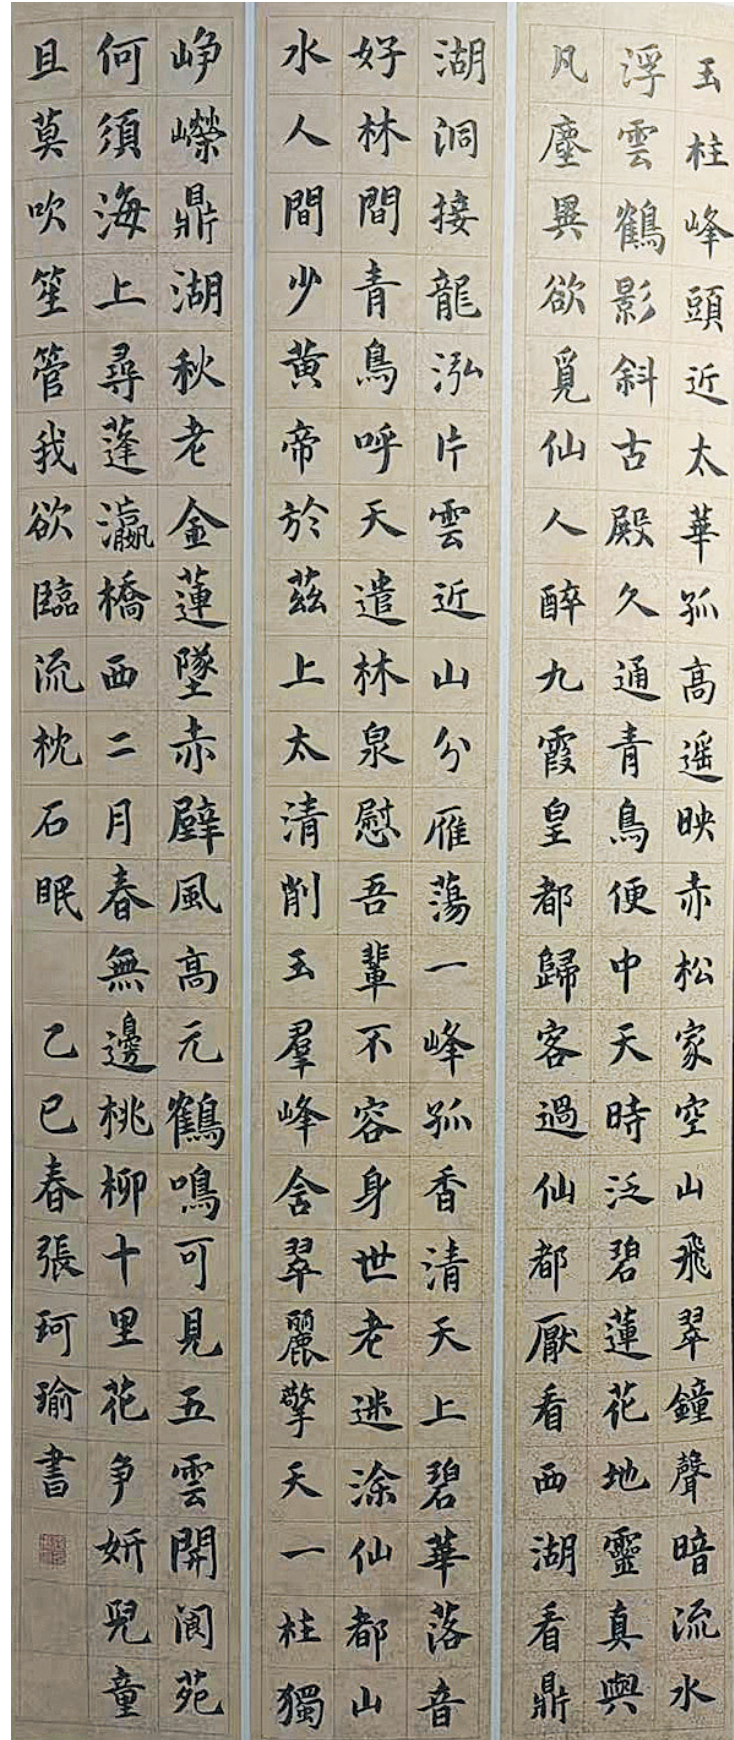 玉柱峰頭近太華孤高遥映赤松家空山飛翠鐘聲暗流水
浮雲鶴影斜古殿久通青鳥便中天時泛碧蓮花地靈真與
凡塵異欲覓仙人醉九霞皇都歸客過仙都厭看西湖看鼎
湖洞接龍泓片雲近山分雁蕩一峰孤香清天上碧華落音
好林間青鳥呼天遣林泉慰吾輩不容身世老迷涂仙都山
水人間少黃帝於茲上太清削玉羣峰含翠麗擎天一柱獨
崢嶸鼎湖秋老金蓮墜赤壁風高元鶴鳴可見五雲開閬苑
何須海上尋蓬瀛橋西二月春無邊桃柳十里花争妍兒童
且莫吹笙管我欲臨流枕石眠
乙巳春張珂瑜書